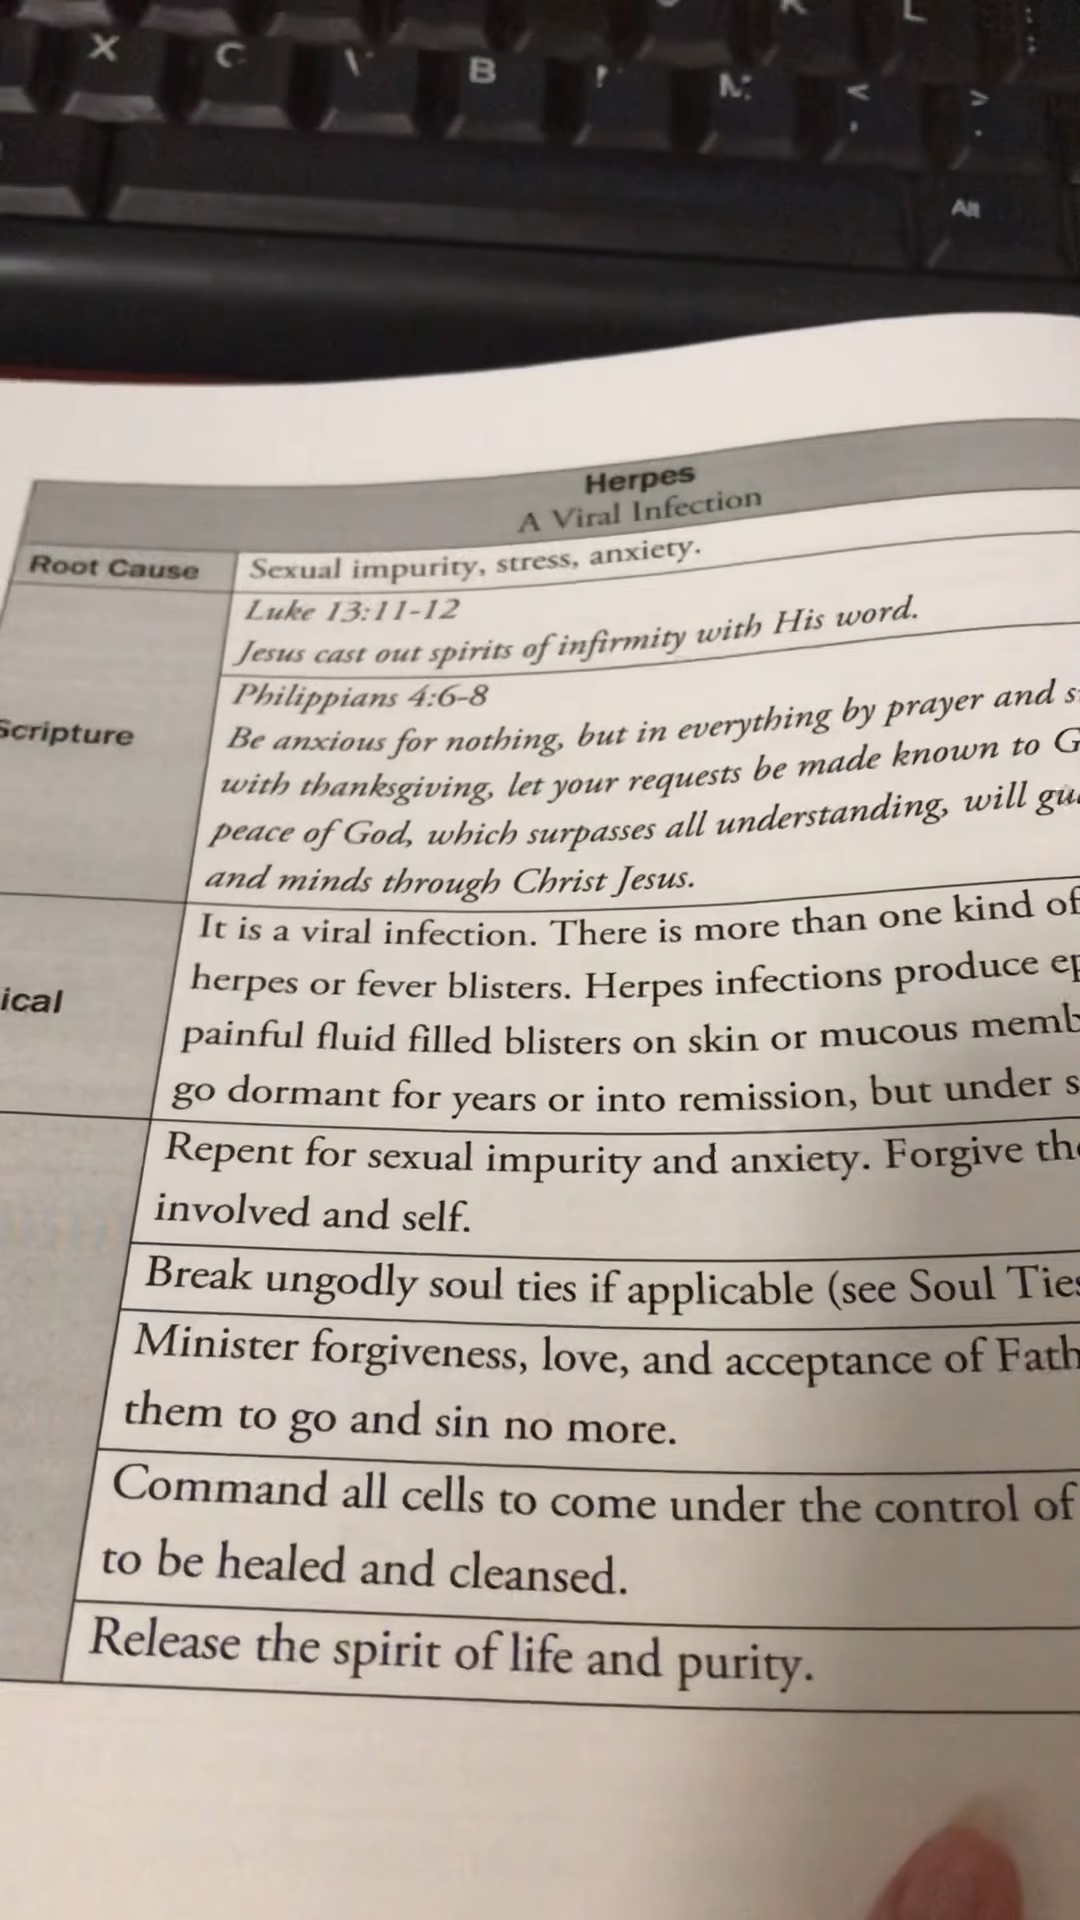 X C B M < , > .
Alt
Herpes
A Viral Infection
Root Cause
Sexual impurity, stress, anxiety.
Luke 13:11-12
Jesus cast out spirits of infirmity with His word.
Scripture
Philippians 4:6-8
Be anxious for nothing, but in everything by prayer and s
with thanksgiving, let your requests be made known to G
peace of God, which surpasses all understanding, will gu
and minds through Christ Jesus.
ical
It is a viral infection. There is more than one kind of
herpes or fever blisters. Herpes infections produce ep
painful fluid filled blisters on skin or mucous memb
go dormant for years or into remission, but under s
Repent for sexual impurity and anxiety. Forgive th
involved and self.
Break ungodly soul ties if applicable (see Soul Ties
Minister forgiveness, love, and acceptance of Fath
them to go and sin no more.
Command all cells to come under the control of
to be healed and cleansed.
Release the spirit of life and purity.